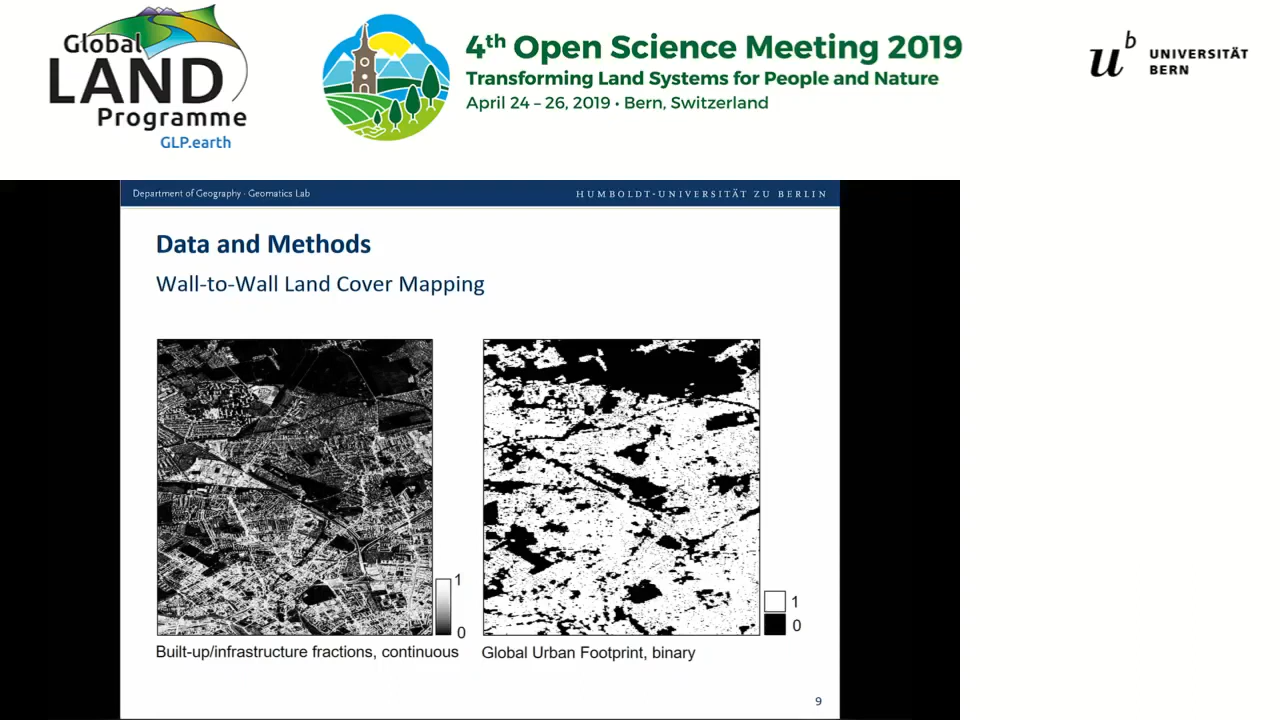 Global
LAND
Programme
GLP.earth
4th Open Science Meeting 2019
Transforming Land Systems for People and Nature
April 24 – 26, 2019 • Bern, Switzerland
u b
UNIVERSITÄT
BERN
Department of Geography · Geomatics Lab
HUMBOLDT-UNIVERSITÄT ZU BERLIN
Data and Methods
Wall-to-Wall Land Cover Mapping
1
0
Built-up/infrastructure fractions, continuous
1
0
Global Urban Footprint, binary
9